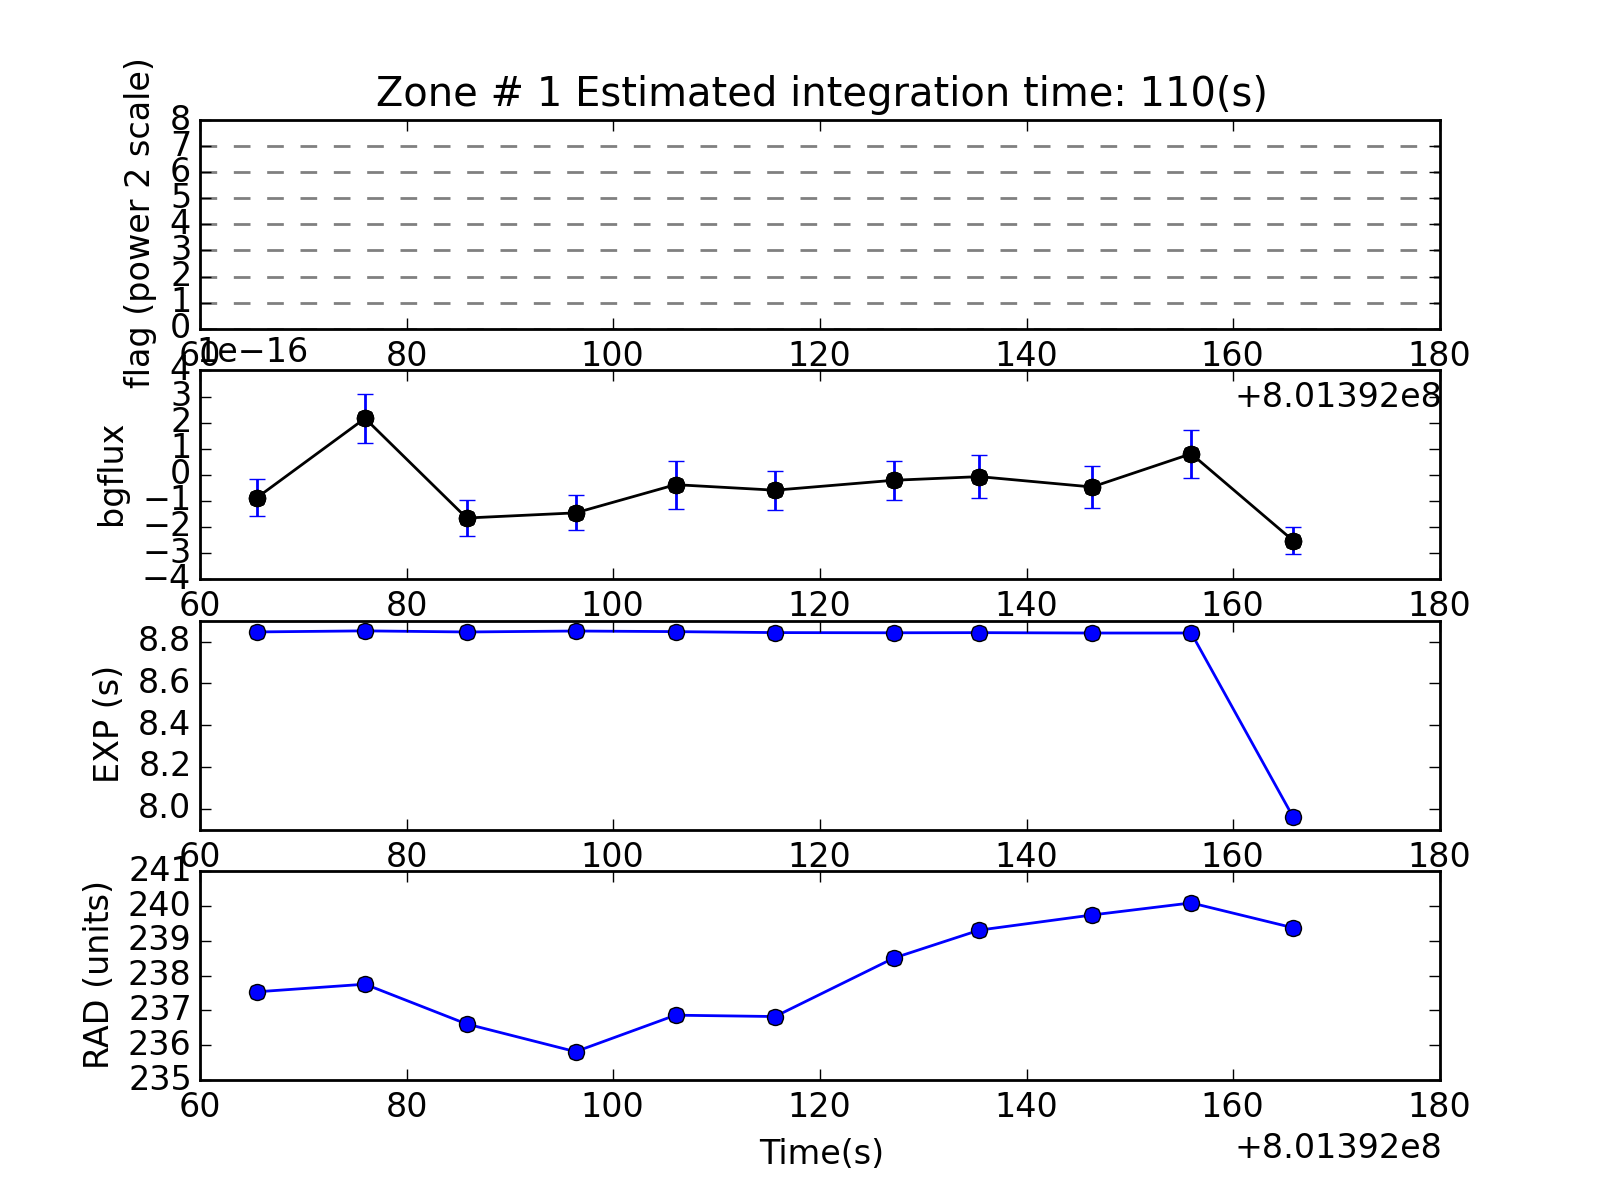 Zone # 1 Estimated integration time: 110(s)
flag (power 2 scale)
8
7
6
5
4
3
2
1
0
60 80 100 120 140 160 180
+8.01392e8
1e−16
bgflux
4
3
2
1
0
−1
−2
−3
−4
60 80 100 120 140 160 180
EXP (s)
8.8
8.6
8.4
8.2
8.0
60 80 100 120 140 160 180
RAD (units)
241
240
239
238
237
236
235
60 80 100 120 140 160 180
Time(s)
+8.01392e8